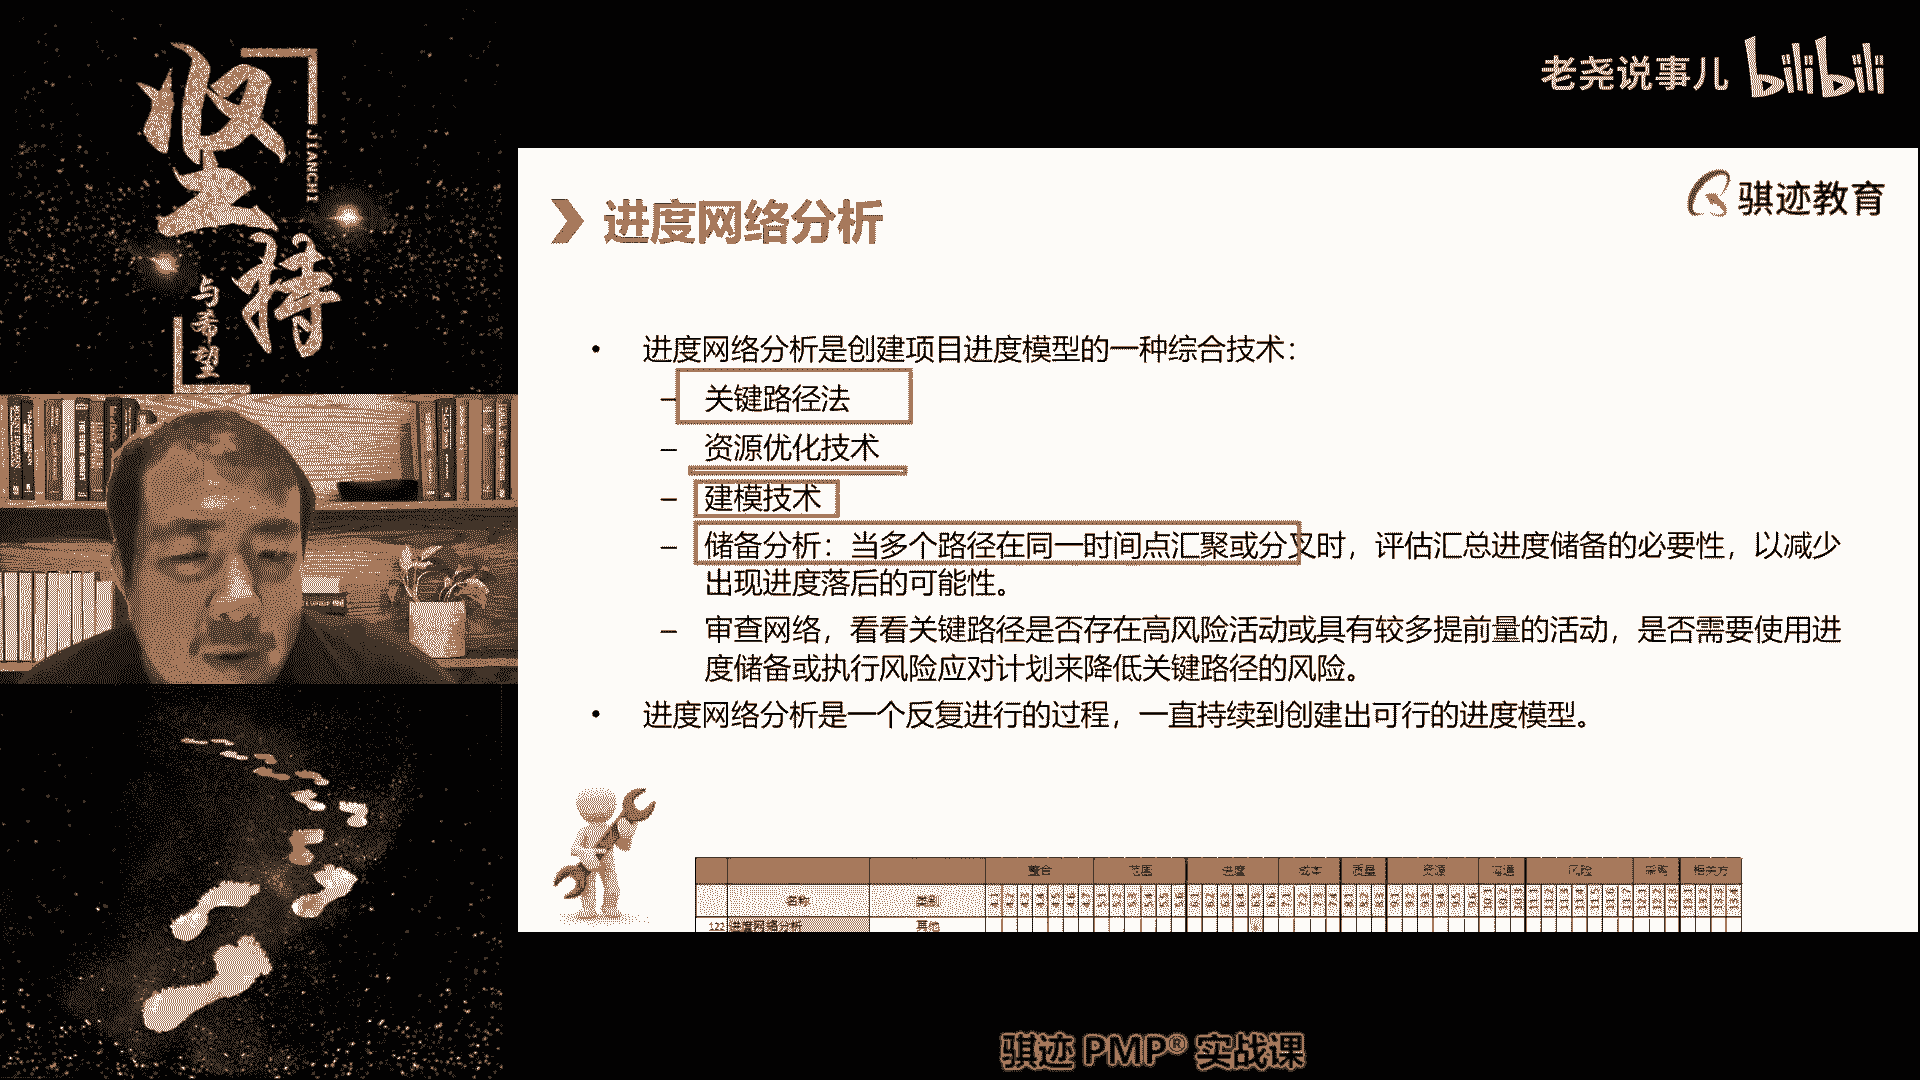 坚持
JIANCHI
与希望
老尧说事儿 bilibili
骐迹教育
进度网络分析
• 进度网络分析是创建项目进度模型的一种综合技术：
– 关键路径法
– 资源优化技术
– 建模技术
– 储备分析：当多个路径在同一时间点汇聚或分叉时，评估汇总进度储备的必要性，以减少
出现进度落后的可能性。
– 审查网络，看看关键路径是否存在高风险活动或具有较多提前量的活动，是否需要使用进
度储备或执行风险应对计划来降低关键路径的风险。
• 进度网络分析是一个反复进行的过程，一直持续到创建出可行的进度模型。
整合 范围 进度 成本 质量 资源 沟通 风险 采购 相关方
名称 类别
122 进度网络分析 其他
骐迹 PMP® 实战课